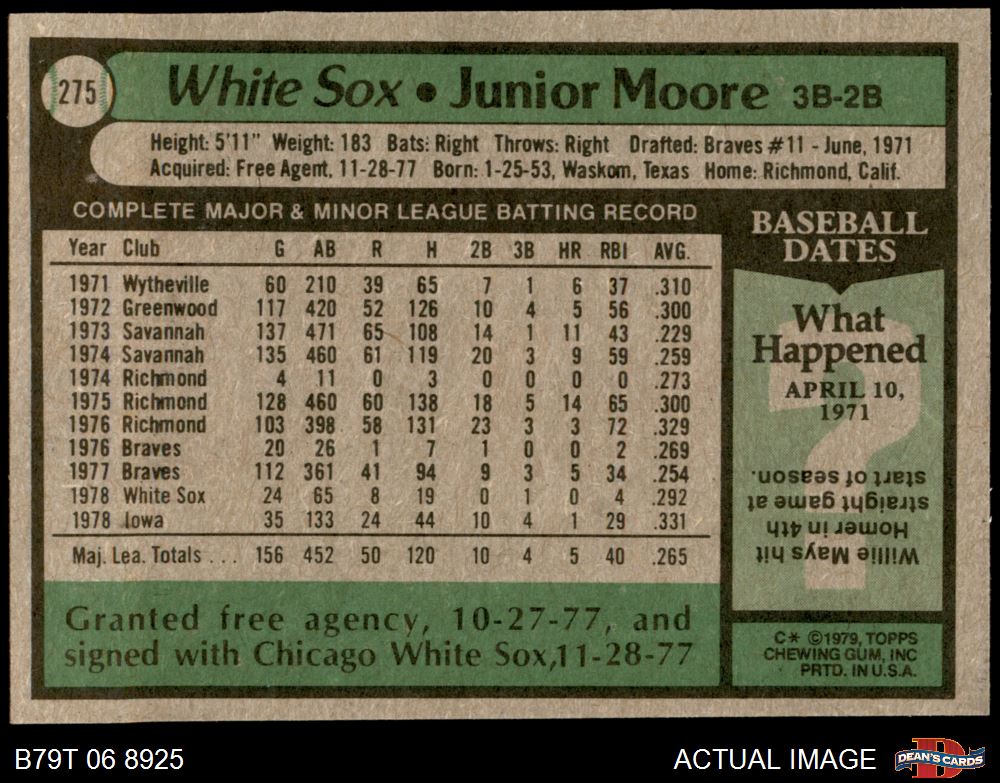 275
White Sox • Junior Moore 3B-2B
Height: 5'11" Weight: 183 Bats: Right Throws: Right Drafted: Braves #11 - June, 1971
Acquired: Free Agent, 11-28-77 Born: 1-25-53, Waskom, Texas Home: Richmond, Calif.
COMPLETE MAJOR & MINOR LEAGUE BATTING RECORD
Year Club G AB R H 2B 3B HR RBI AVG.
1971 Wytheville 60 210 39 65 7 1 6 37 .310
1972 Greenwood 117 420 52 126 10 4 5 56 .300
1973 Savannah 137 471 65 108 14 1 11 43 .229
1974 Savannah 135 460 61 119 20 3 9 59 .259
1974 Richmond 4 11 0 3 0 0 0 0 .273
1975 Richmond 128 460 60 138 18 5 14 65 .300
1976 Richmond 103 398 58 131 23 3 3 72 .329
1976 Braves 20 26 1 7 1 0 0 2 .269
1977 Braves 112 361 41 94 9 3 5 34 .254
1978 White Sox 24 65 8 19 0 1 0 4 .292
1978 Iowa 35 133 24 44 10 4 1 29 .331
Maj. Lea. Totals . . . 156 452 50 120 10 4 5 40 .265
Granted free agency, 10-27-77, and
signed with Chicago White Sox,11-28-77
BASEBALL
DATES
What
Happened
APRIL 10,
1971
?
Willie Mays hit
Homer in 4th
straight game at
start of season.
C* ©1979, TOPPS
CHEWING GUM, INC
PRTD. IN U.S.A.
B79T 06 8925
ACTUAL IMAGE
D
DEAN'S CARDS